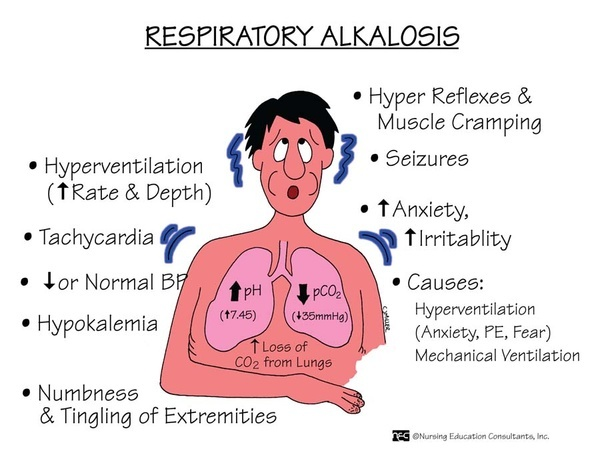 RESPIRATORY ALKALOSIS
• Hyper Reflexes &
Muscle Cramping
• Seizures
• ↑Anxiety,
↑Irritablity
• Causes:
Hyperventilation
(Anxiety, PE, Fear)
Mechanical Ventilation
• Hyperventilation
(↑Rate & Depth)
• Tachycardia
• ↓or Normal BP
• Hypokalemia
• Numbness
& Tingling of Extremities
↑ pH
(↑7.45)
↓ pCO₂
(↓35mmHg)
↑ Loss of
CO₂ from Lungs
NEC ©Nursing Education Consultants, Inc.